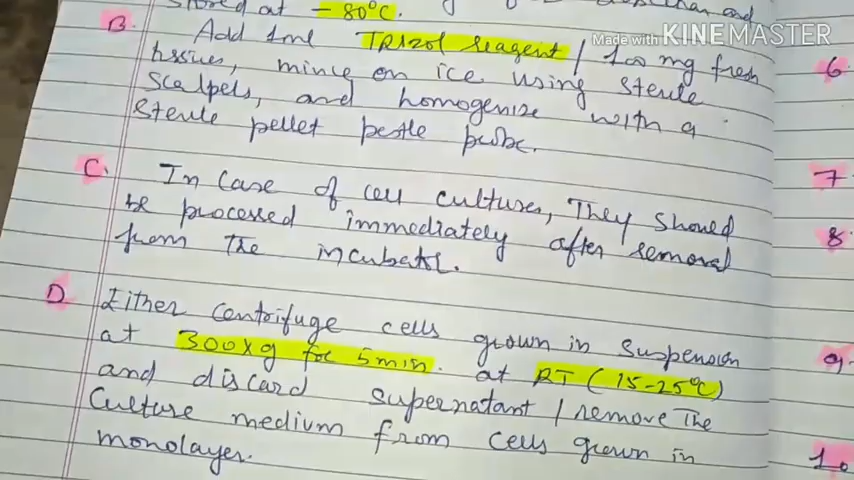 stored at -80°C.
Made with KINEMASTER
B. Add 1ml TRIzol reagent / 100 mg fresh
tissues, mince on ice using sterile
scalpels, and homogenize with a
sterile pellet pestle probe.
C. In case of cell cultures, They should
be processed immediately after removal
from The incubator.
D. Either centrifuge cells grown in suspension
at 300xg for 5min. at RT (15-25°C)
and discard supernatant / remove The
Culture medium from cells grown in
monolayer.
6
7
8
9
10